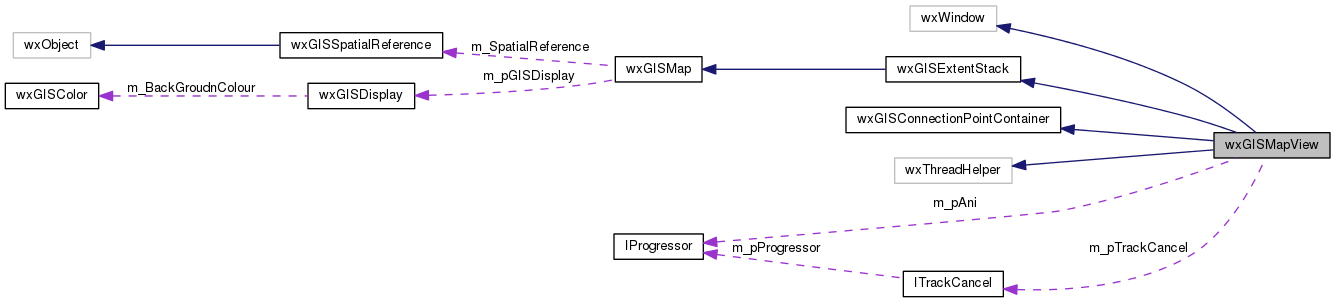 wxWindow
wxObject
wxGISSpatialReference
m_SpatialReference
wxGISMap
wxGISExtentStack
m_pGISDisplay
wxGISColor
m_BackGroudnColour
wxGISDisplay
wxGISConnectionPointContainer
wxGISMapView
wxThreadHelper
m_pAni
IProgressor
m_pProgressor
m_pTrackCancel
ITrackCancel